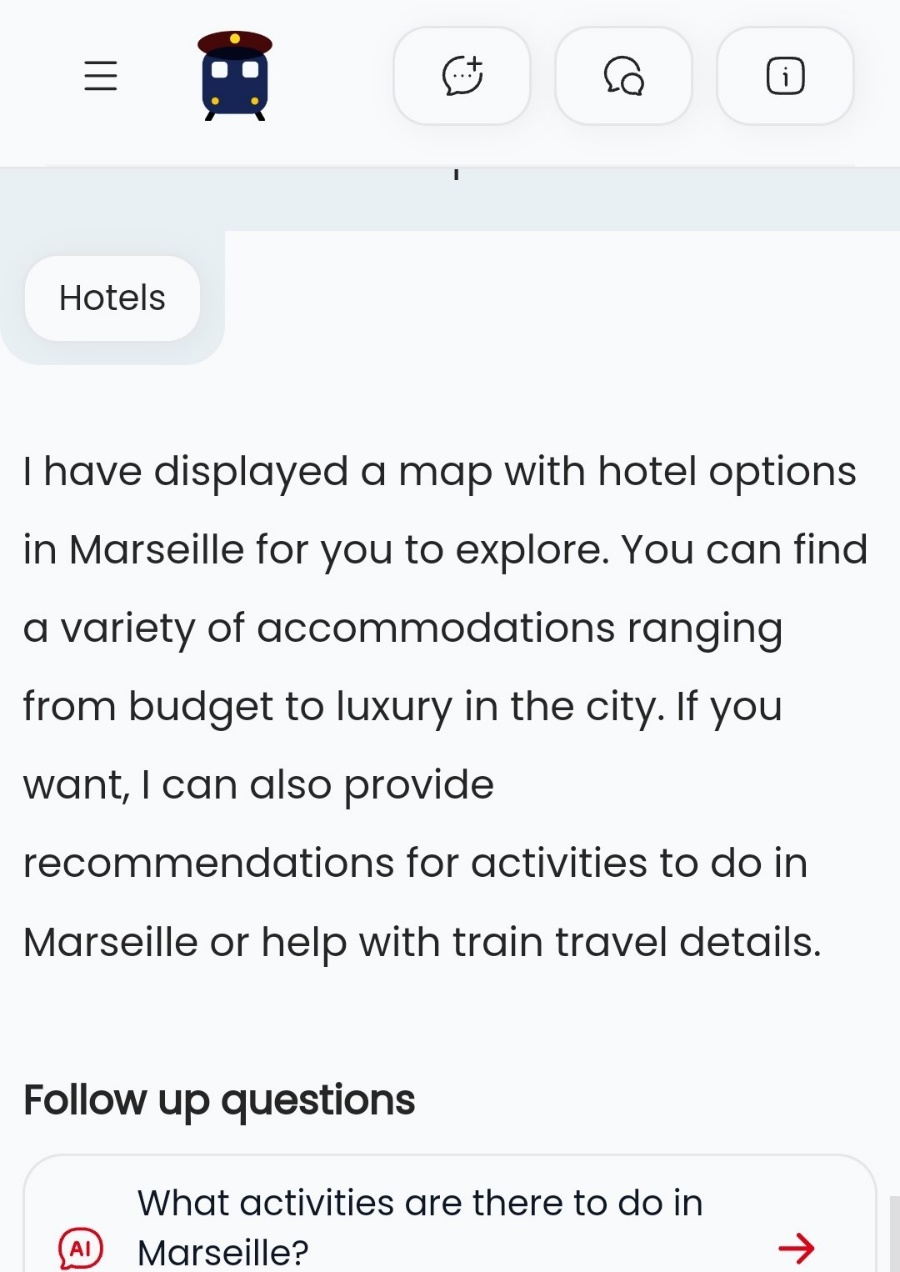 Hotels
I have displayed a map with hotel options
in Marseille for you to explore. You can find
a variety of accommodations ranging
from budget to luxury in the city. If you
want, I can also provide
recommendations for activities to do in
Marseille or help with train travel details.
Follow up questions
What activities are there to do in
AI
Marseille?